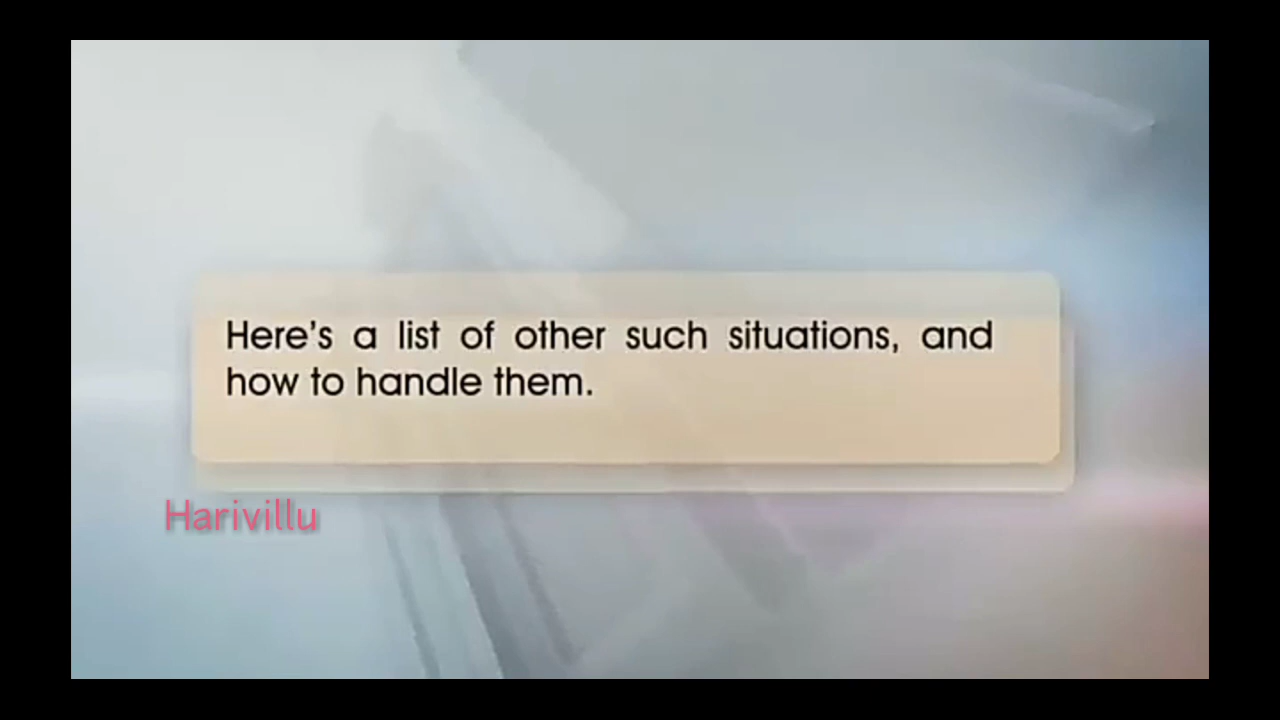 Here's a list of other such situations, and
how to handle them.
Harivillu